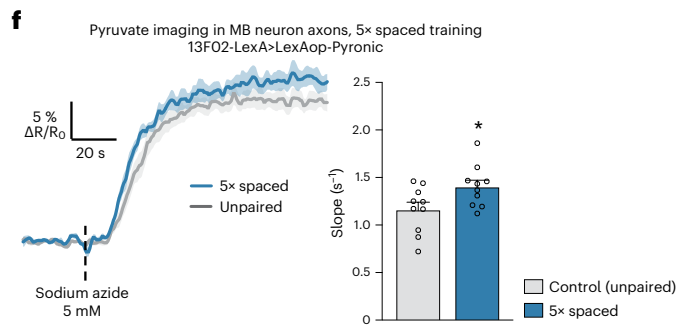 f
Pyruvate imaging in MB neuron axons, 5× spaced training
13F02-LexA>LexAop-Pyronic
5 %
ΔR/R₀
20 s
5× spaced
Unpaired
Sodium azide
5 mM
Slope (s⁻¹)
2.5
2.0
1.5
1.0
0.5
0
*
Control (unpaired)
5× spaced